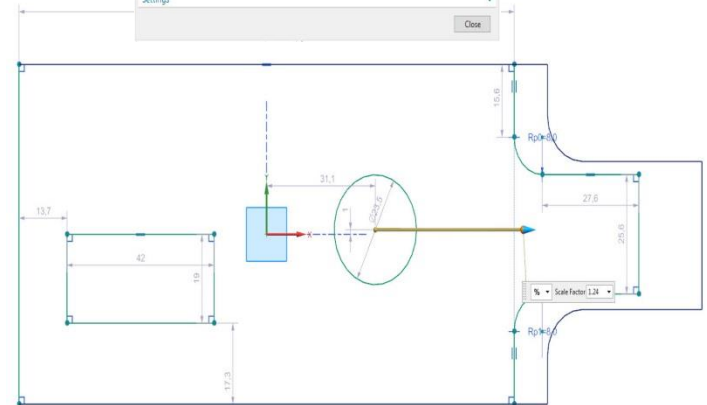 Settings
Close
15,6
Rp0=8,0
31,1
27,6
13,7
1
Y
X
25,6
42
19
% Scale Factor 1.24
Rp1=8,0
17,3